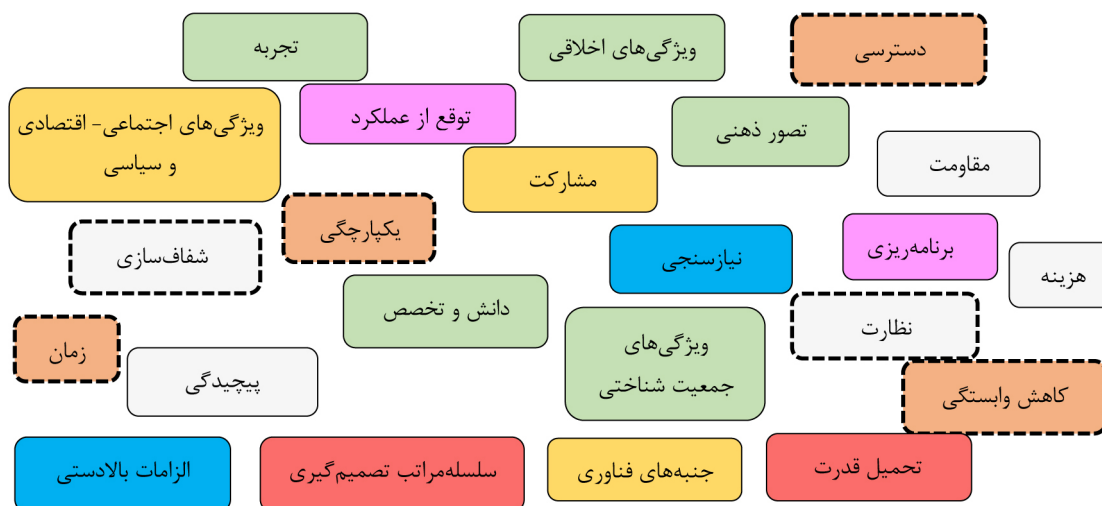 دسترسی
ویژگی‌های اخلاقی
تجربه
تصور ذهنی
توقع از عملکرد
ویژگی‌های اجتماعی- اقتصادی
و سیاسی
مقاومت
مشارکت
یکپارچگی
شفاف‌سازی
برنامه‌ریزی
نیازسنجی
هزینه
دانش و تخصص
نظارت
ویژگی‌های
جمعیت شناختی
زمان
پیچیدگی
کاهش وابستگی
تحمیل قدرت
جنبه‌های فناوری
سلسله‌مراتب تصمیم‌گیری
الزامات بالادستی